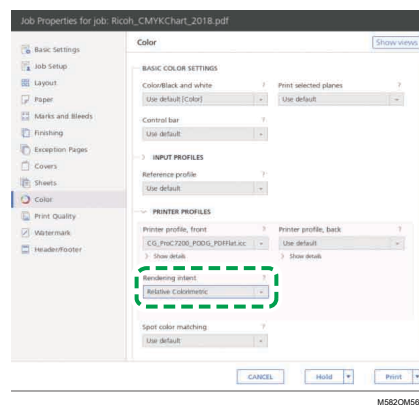 Job Properties for job: Ricoh_CMYKChart_2018.pdf
Basic Settings
Job Setup
Layout
Paper
Marks and Bleeds
Finishing
Exception Pages
Covers
Sheets
Color
Print Quality
Watermark
Header/Footer
Color
Show views
BASIC COLOR SETTINGS
Color/Black and white ?
Print selected planes ?
Use default [Color]
Use default
Control bar ?
Use default
INPUT PROFILES
Reference profile ?
Use default
PRINTER PROFILES
Printer profile, front ?
Printer profile, back ?
CG_ProC7200_PODG_PDFFlat.icc
Use default
Show details
Show details
Rendering intent ?
Relative Colorimetric
Spot color matching ?
Use default
CANCEL
Hold
Print
M582OM56